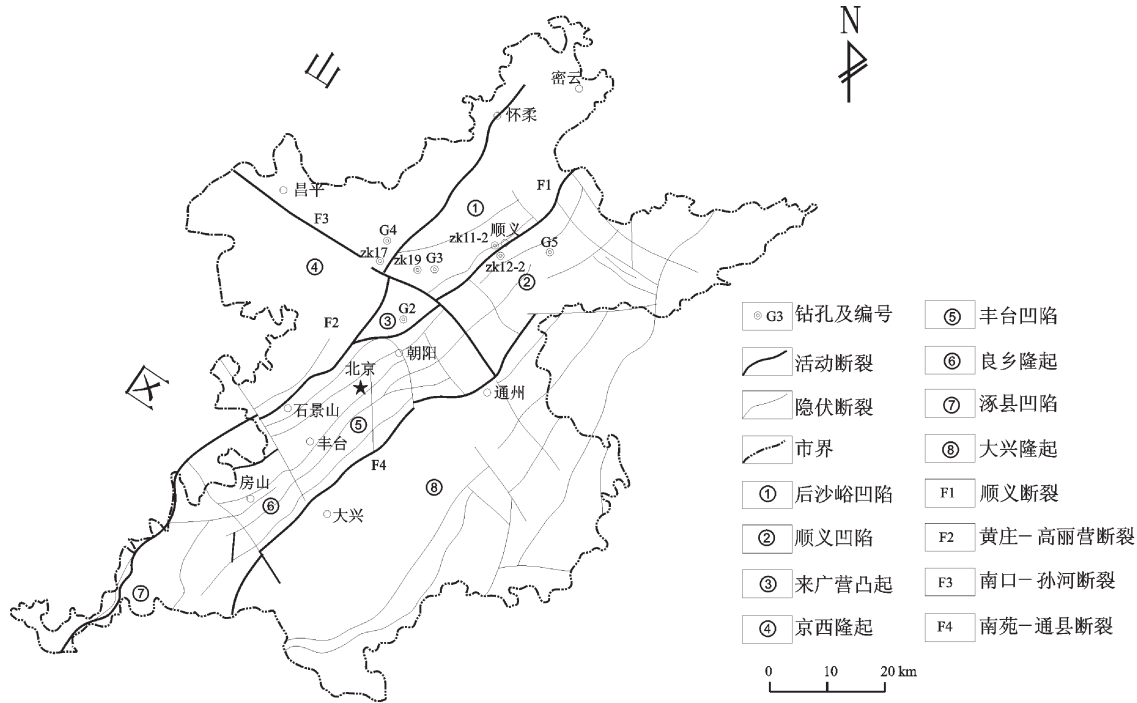 N
山
密云
怀柔
昌平
F1
F3
①
顺义
G4
zk11-2
zk17
zk19
G3
G5
zk12-2
④
②
G2
③
F2
朝阳
北京
通州
石景山
⑤
丰台
F4
房山
⑥
大兴
⑧
⑦
西
G3 钻孔及编号
活动断裂
隐伏断裂
市界
① 后沙峪凹陷
② 顺义凹陷
③ 来广营凸起
④ 京西隆起
⑤ 丰台凹陷
⑥ 良乡隆起
⑦ 涿县凹陷
⑧ 大兴隆起
F1 顺义断裂
F2 黄庄-高丽营断裂
F3 南口-孙河断裂
F4 南苑-通县断裂
0 10 20 km